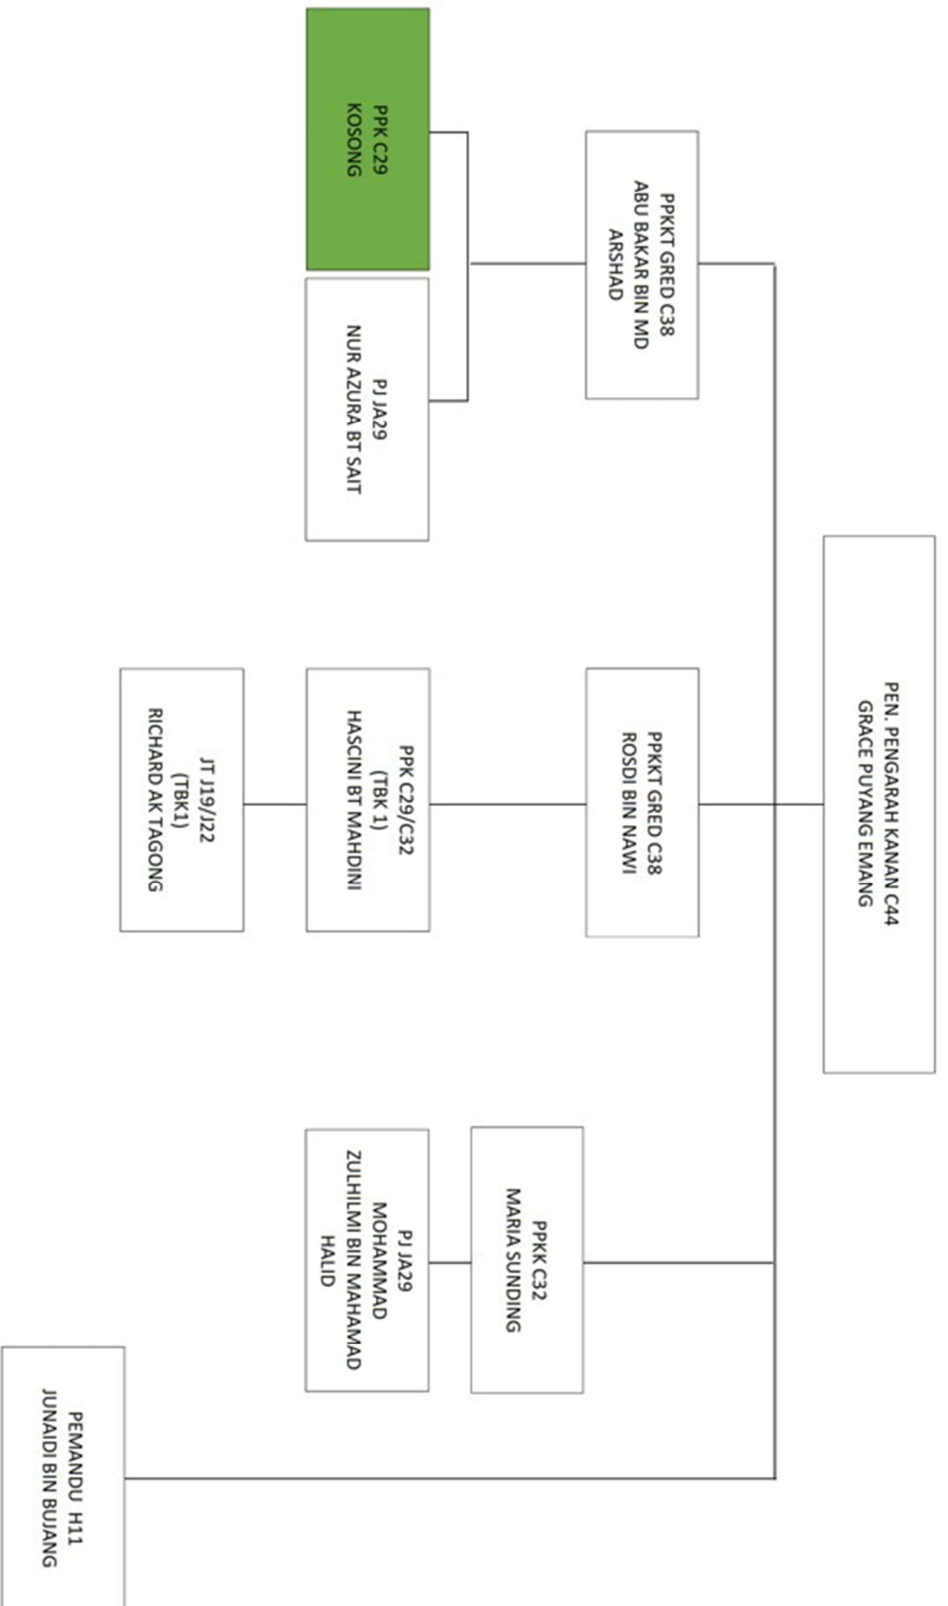 PEN. PENGARAH KANAN C44
GRACE PUYANG EMANG
PPKKT GRED C38
ABU BAKAR BIN MD
ARSHAD
PPKKT GRED C38
ROSDI BIN NAWI
PPKK C32
MARIA SUNDING
PPK C29
KOSONG
PJ JA29
NUR AZURA BT SAIT
PPK C29/C32
(TBK 1)
HASCINI BT MAHDINI
PJ JA29
MOHAMMAD
ZULHILMI BIN MAHAMAD
HALID
JT J19/J22
(TBK1)
RICHARD AK TAGONG
PEMANDU H11
JUNAIDI BIN BUJANG